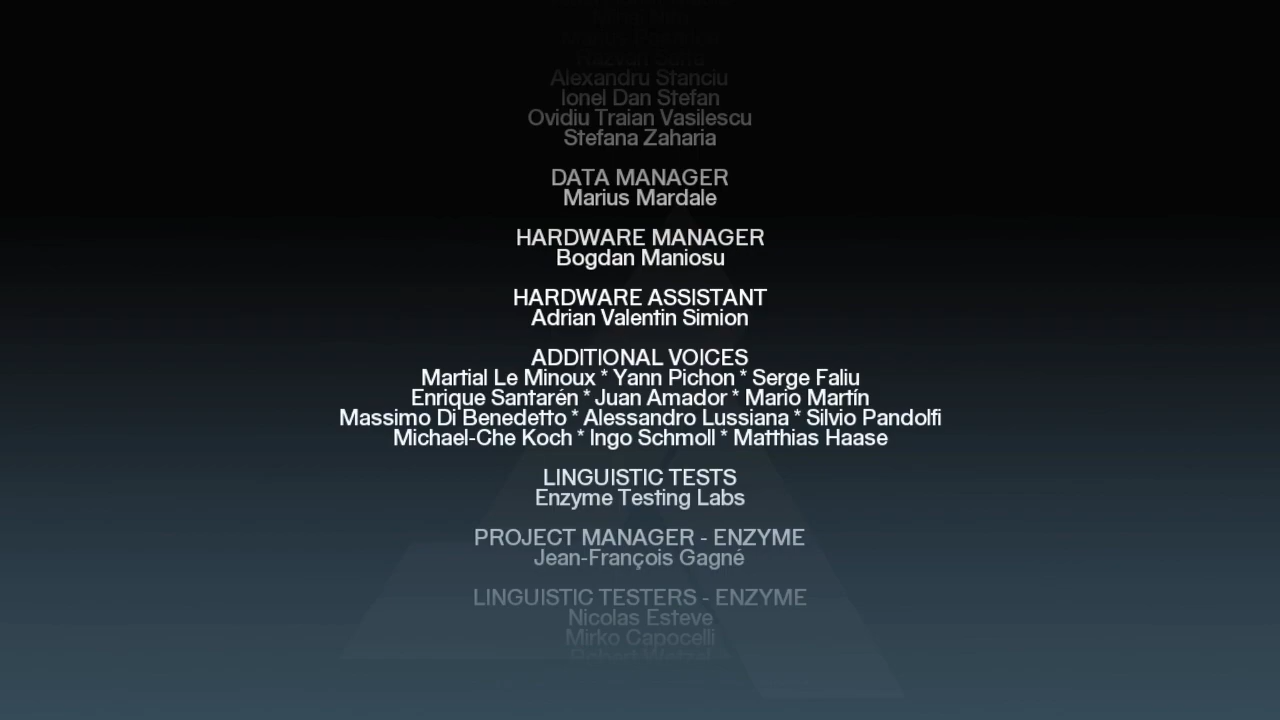 Alexandru Stanciu
Ionel Dan Stefan
Ovidiu Traian Vasilescu
Stefana Zaharia
DATA MANAGER
Marius Mardale
HARDWARE MANAGER
Bogdan Maniosu
HARDWARE ASSISTANT
Adrian Valentin Simion
ADDITIONAL VOICES
Martial Le Minoux * Yann Pichon * Serge Faliu
Enrique Santarén * Juan Amador * Mario Martín
Massimo Di Benedetto * Alessandro Lussiana * Silvio Pandolfi
Michael-Che Koch * Ingo Schmoll * Matthias Haase
LINGUISTIC TESTS
Enzyme Testing Labs
PROJECT MANAGER - ENZYME
Jean-François Gagné
LINGUISTIC TESTERS - ENZYME
Nicolas Esteve
Mirko Capocelli